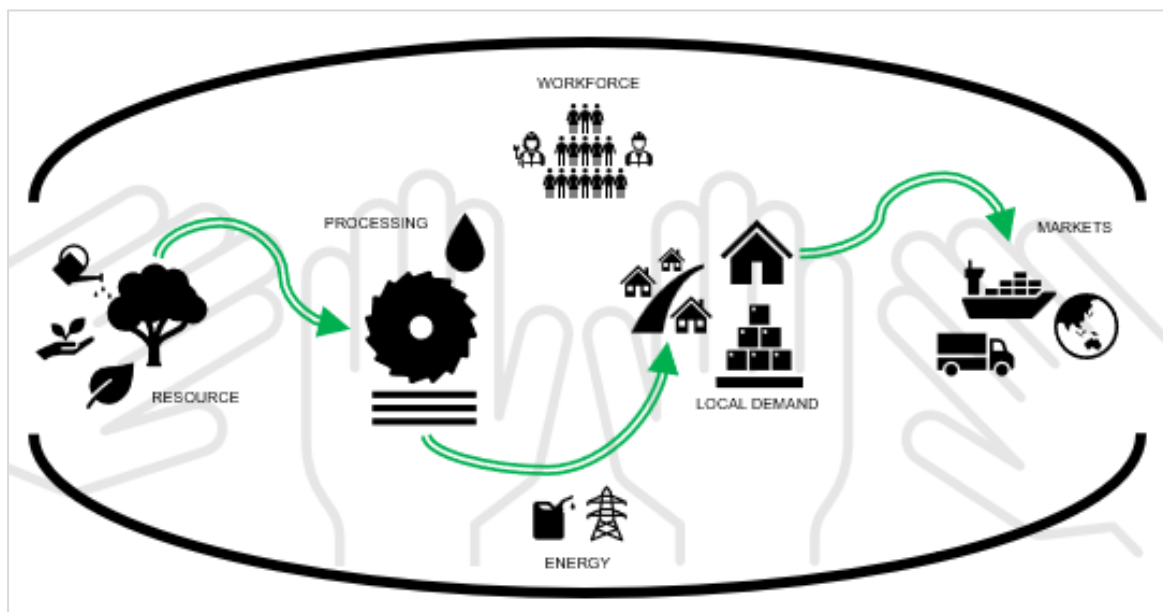 WORKFORCE
PROCESSING
MARKETS
RESOURCE
LOCAL DEMAND
ENERGY